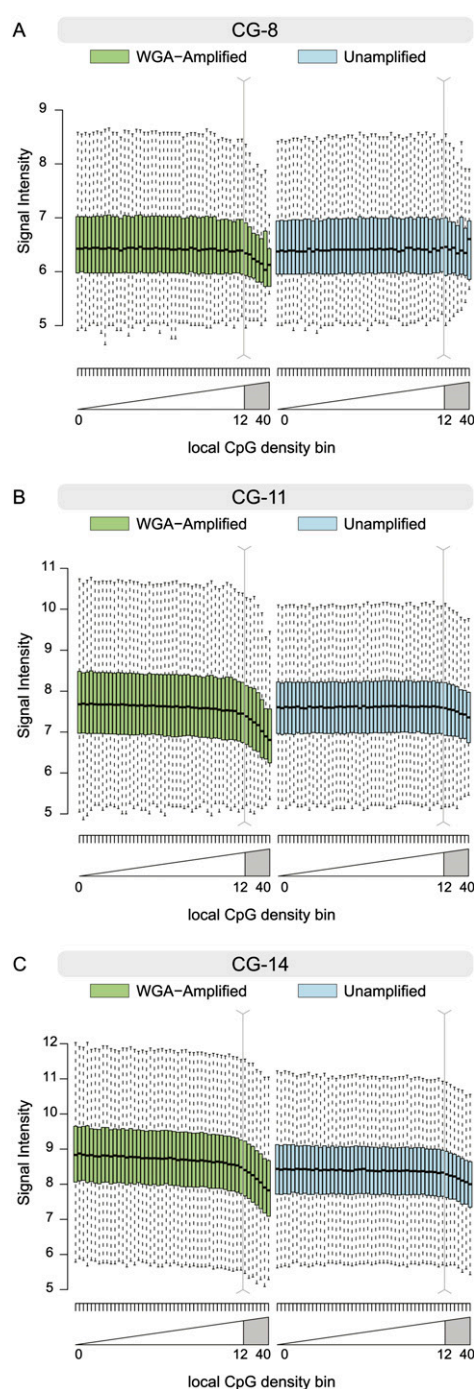 A
CG-8
WGA-Amplified Unamplified
Signal Intensity
9
8
7
6
5
0 12 40 0 12 40
local CpG density bin
B
CG-11
WGA-Amplified Unamplified
Signal Intensity
11
10
9
8
7
6
5
0 12 40 0 12 40
local CpG density bin
C
CG-14
WGA-Amplified Unamplified
Signal Intensity
12
11
10
9
8
7
6
5
0 12 40 0 12 40
local CpG density bin